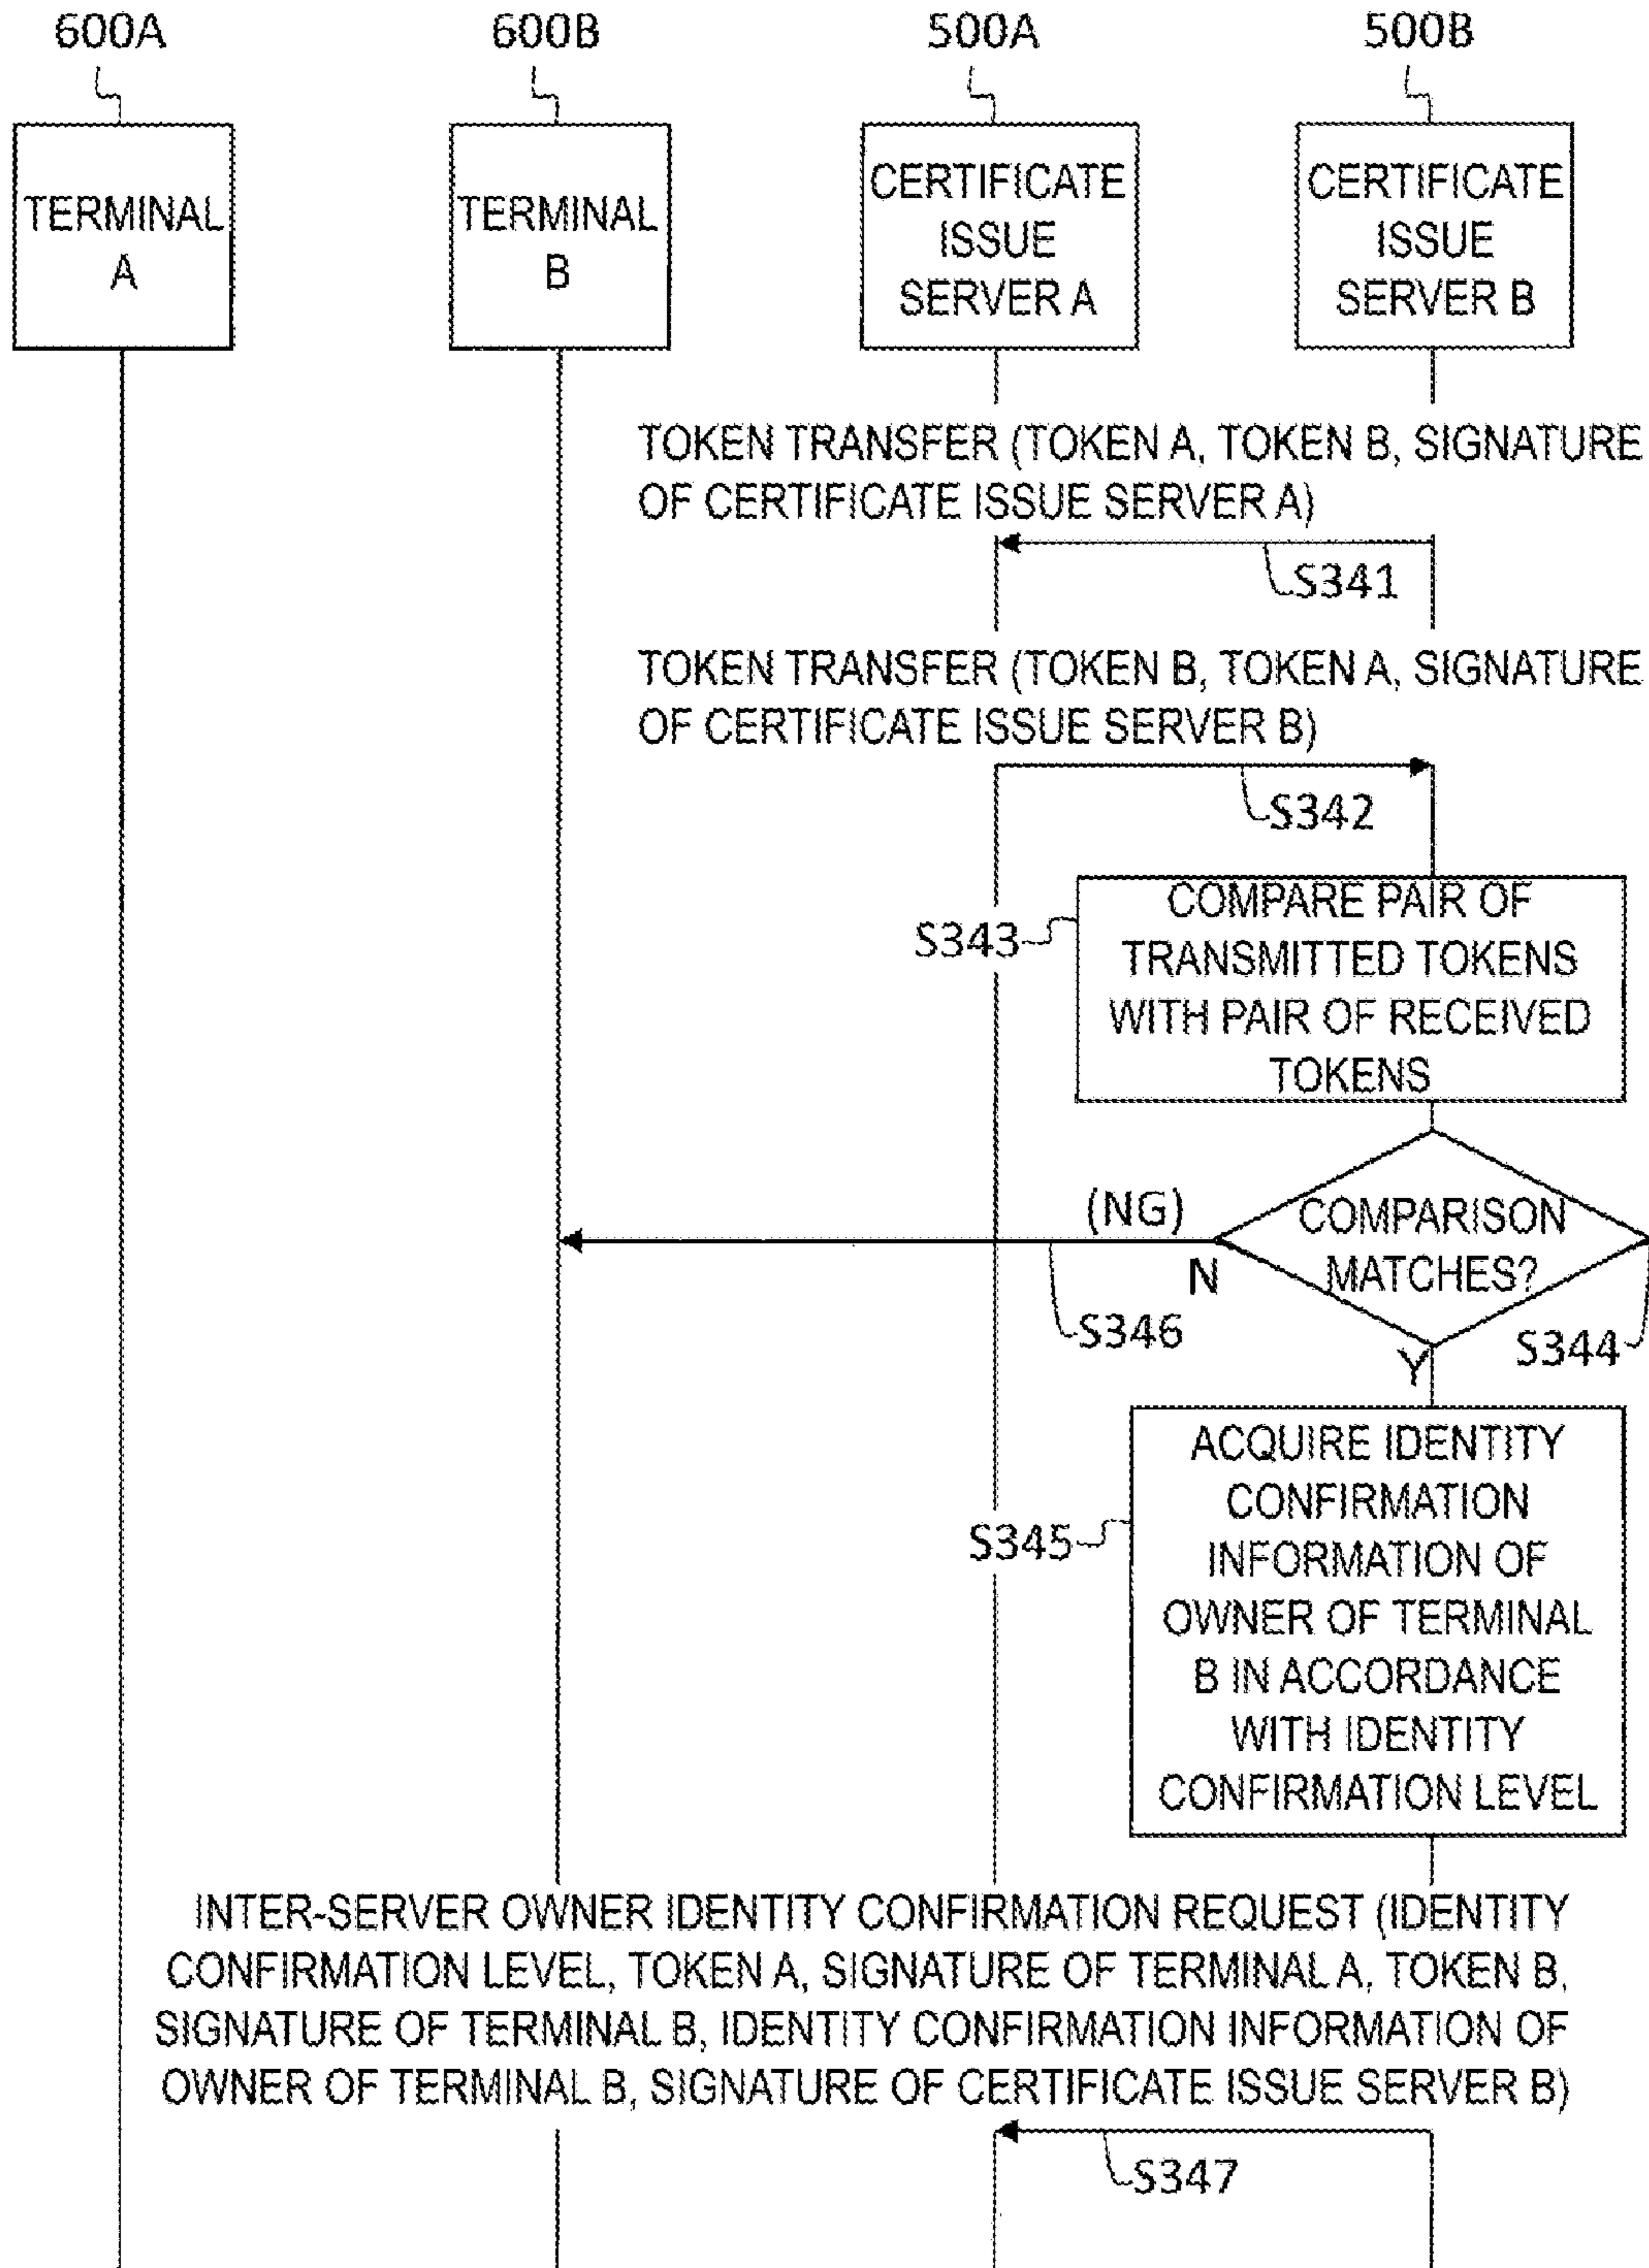 600A
600B
500A
500B
TERMINAL
A
TERMINAL
B
CERTIFICATE
ISSUE
SERVER A
CERTIFICATE
ISSUE
SERVER B
TOKEN TRANSFER (TOKEN A, TOKEN B, SIGNATURE
OF CERTIFICATE ISSUE SERVER A)
S341
TOKEN TRANSFER (TOKEN B, TOKEN A, SIGNATURE
OF CERTIFICATE ISSUE SERVER B)
S342
S343
COMPARE PAIR OF
TRANSMITTED TOKENS
WITH PAIR OF RECEIVED
TOKENS
(NG)
N
COMPARISON
MATCHES?
S346
S344
Y
S345
ACQUIRE IDENTITY
CONFIRMATION
INFORMATION OF
OWNER OF TERMINAL
B IN ACCORDANCE
WITH IDENTITY
CONFIRMATION LEVEL
INTER-SERVER OWNER IDENTITY CONFIRMATION REQUEST (IDENTITY
CONFIRMATION LEVEL, TOKEN A, SIGNATURE OF TERMINAL A, TOKEN B,
SIGNATURE OF TERMINAL B, IDENTITY CONFIRMATION INFORMATION OF
OWNER OF TERMINAL B, SIGNATURE OF CERTIFICATE ISSUE SERVER B)
S347